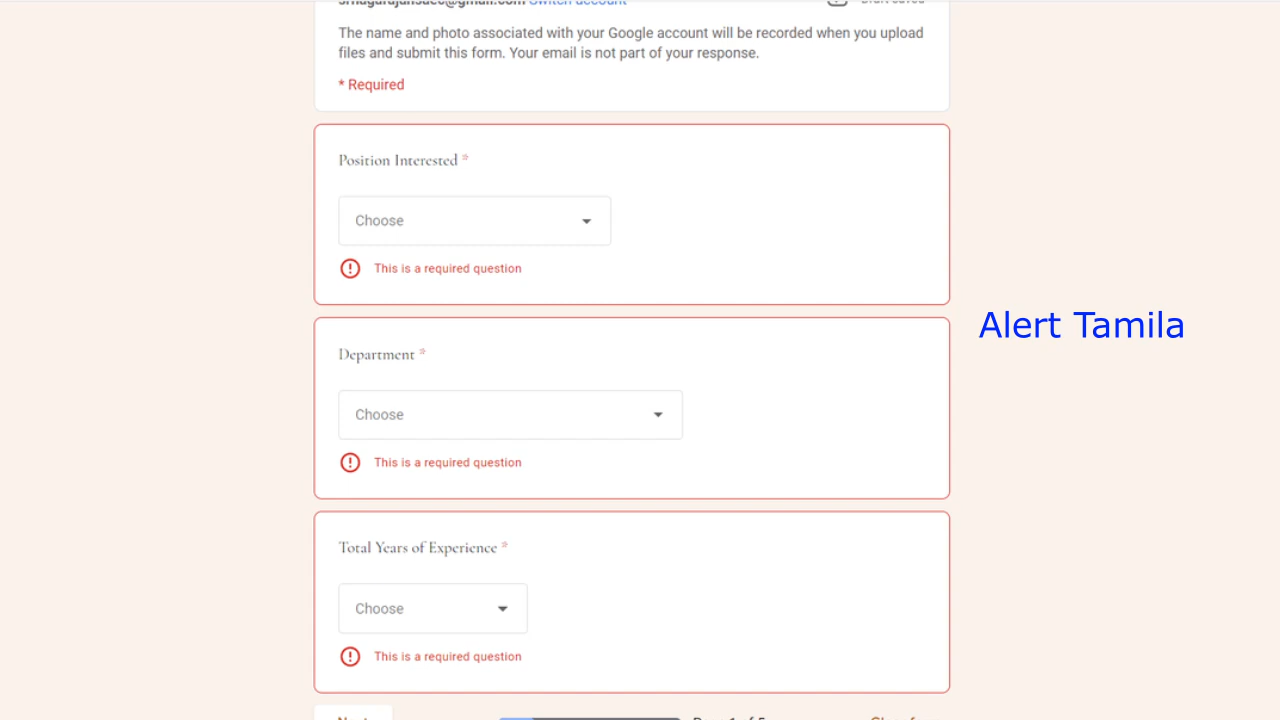 Switch account
The name and photo associated with your Google account will be recorded when you upload
files and submit this form. Your email is not part of your response.
* Required
Position Interested *
Choose
This is a required question
Alert Tamila
Department *
Choose
This is a required question
Total Years of Experience *
Choose
This is a required question